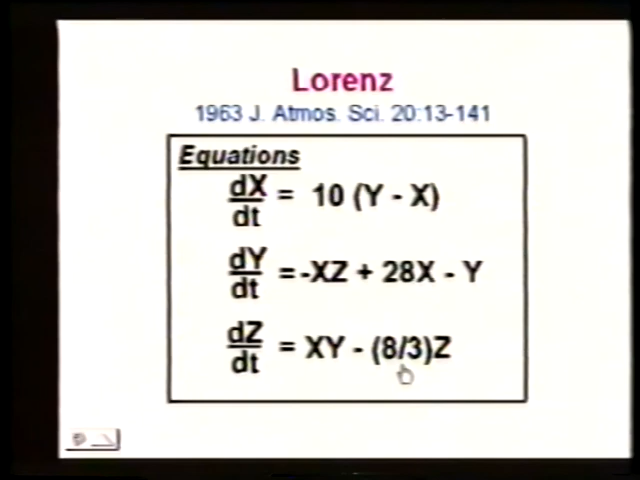 Lorenz
1963 J. Atmos. Sci. 20:13-141
Equations
dX/dt = 10 (Y - X)
dY/dt = -XZ + 28X - Y
dZ/dt = XY - (8/3)Z